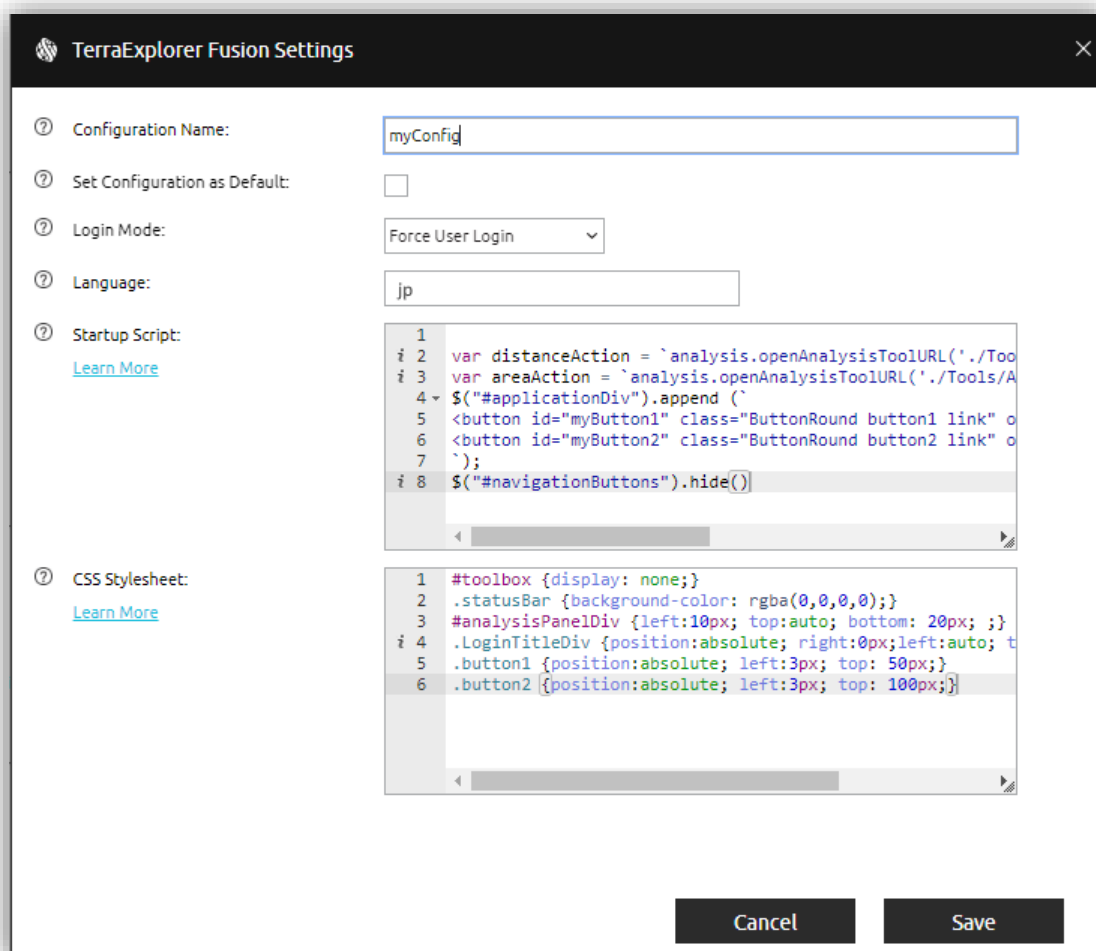 TerraExplorer Fusion Settings
Configuration Name:
myConfig
Set Configuration as Default:
Login Mode:
Force User Login
Language:
jp
Startup Script:
Learn More
1
i 2 var distanceAction = `analysis.openAnalysisToolURL('./Too
i 3 var areaAction = `analysis.openAnalysisToolURL('./Tools/A
4 $("#applicationDiv").append (`
5 <button id="myButton1" class="ButtonRound button1 link" o
6 <button id="myButton2" class="ButtonRound button2 link" o
7 `);
i 8 $("#navigationButtons").hide()
CSS Stylesheet:
Learn More
1 #toolbox {display: none;}
2 .statusBar {background-color: rgba(0,0,0,0);}
3 #analysisPanelDiv {left:10px; top:auto; bottom: 20px; ;}
i 4 .LoginTitleDiv {position:absolute; right:0px;left:auto; t
5 .button1 {position:absolute; left:3px; top: 50px;}
6 .button2 {position:absolute; left:3px; top: 100px;}
Cancel
Save